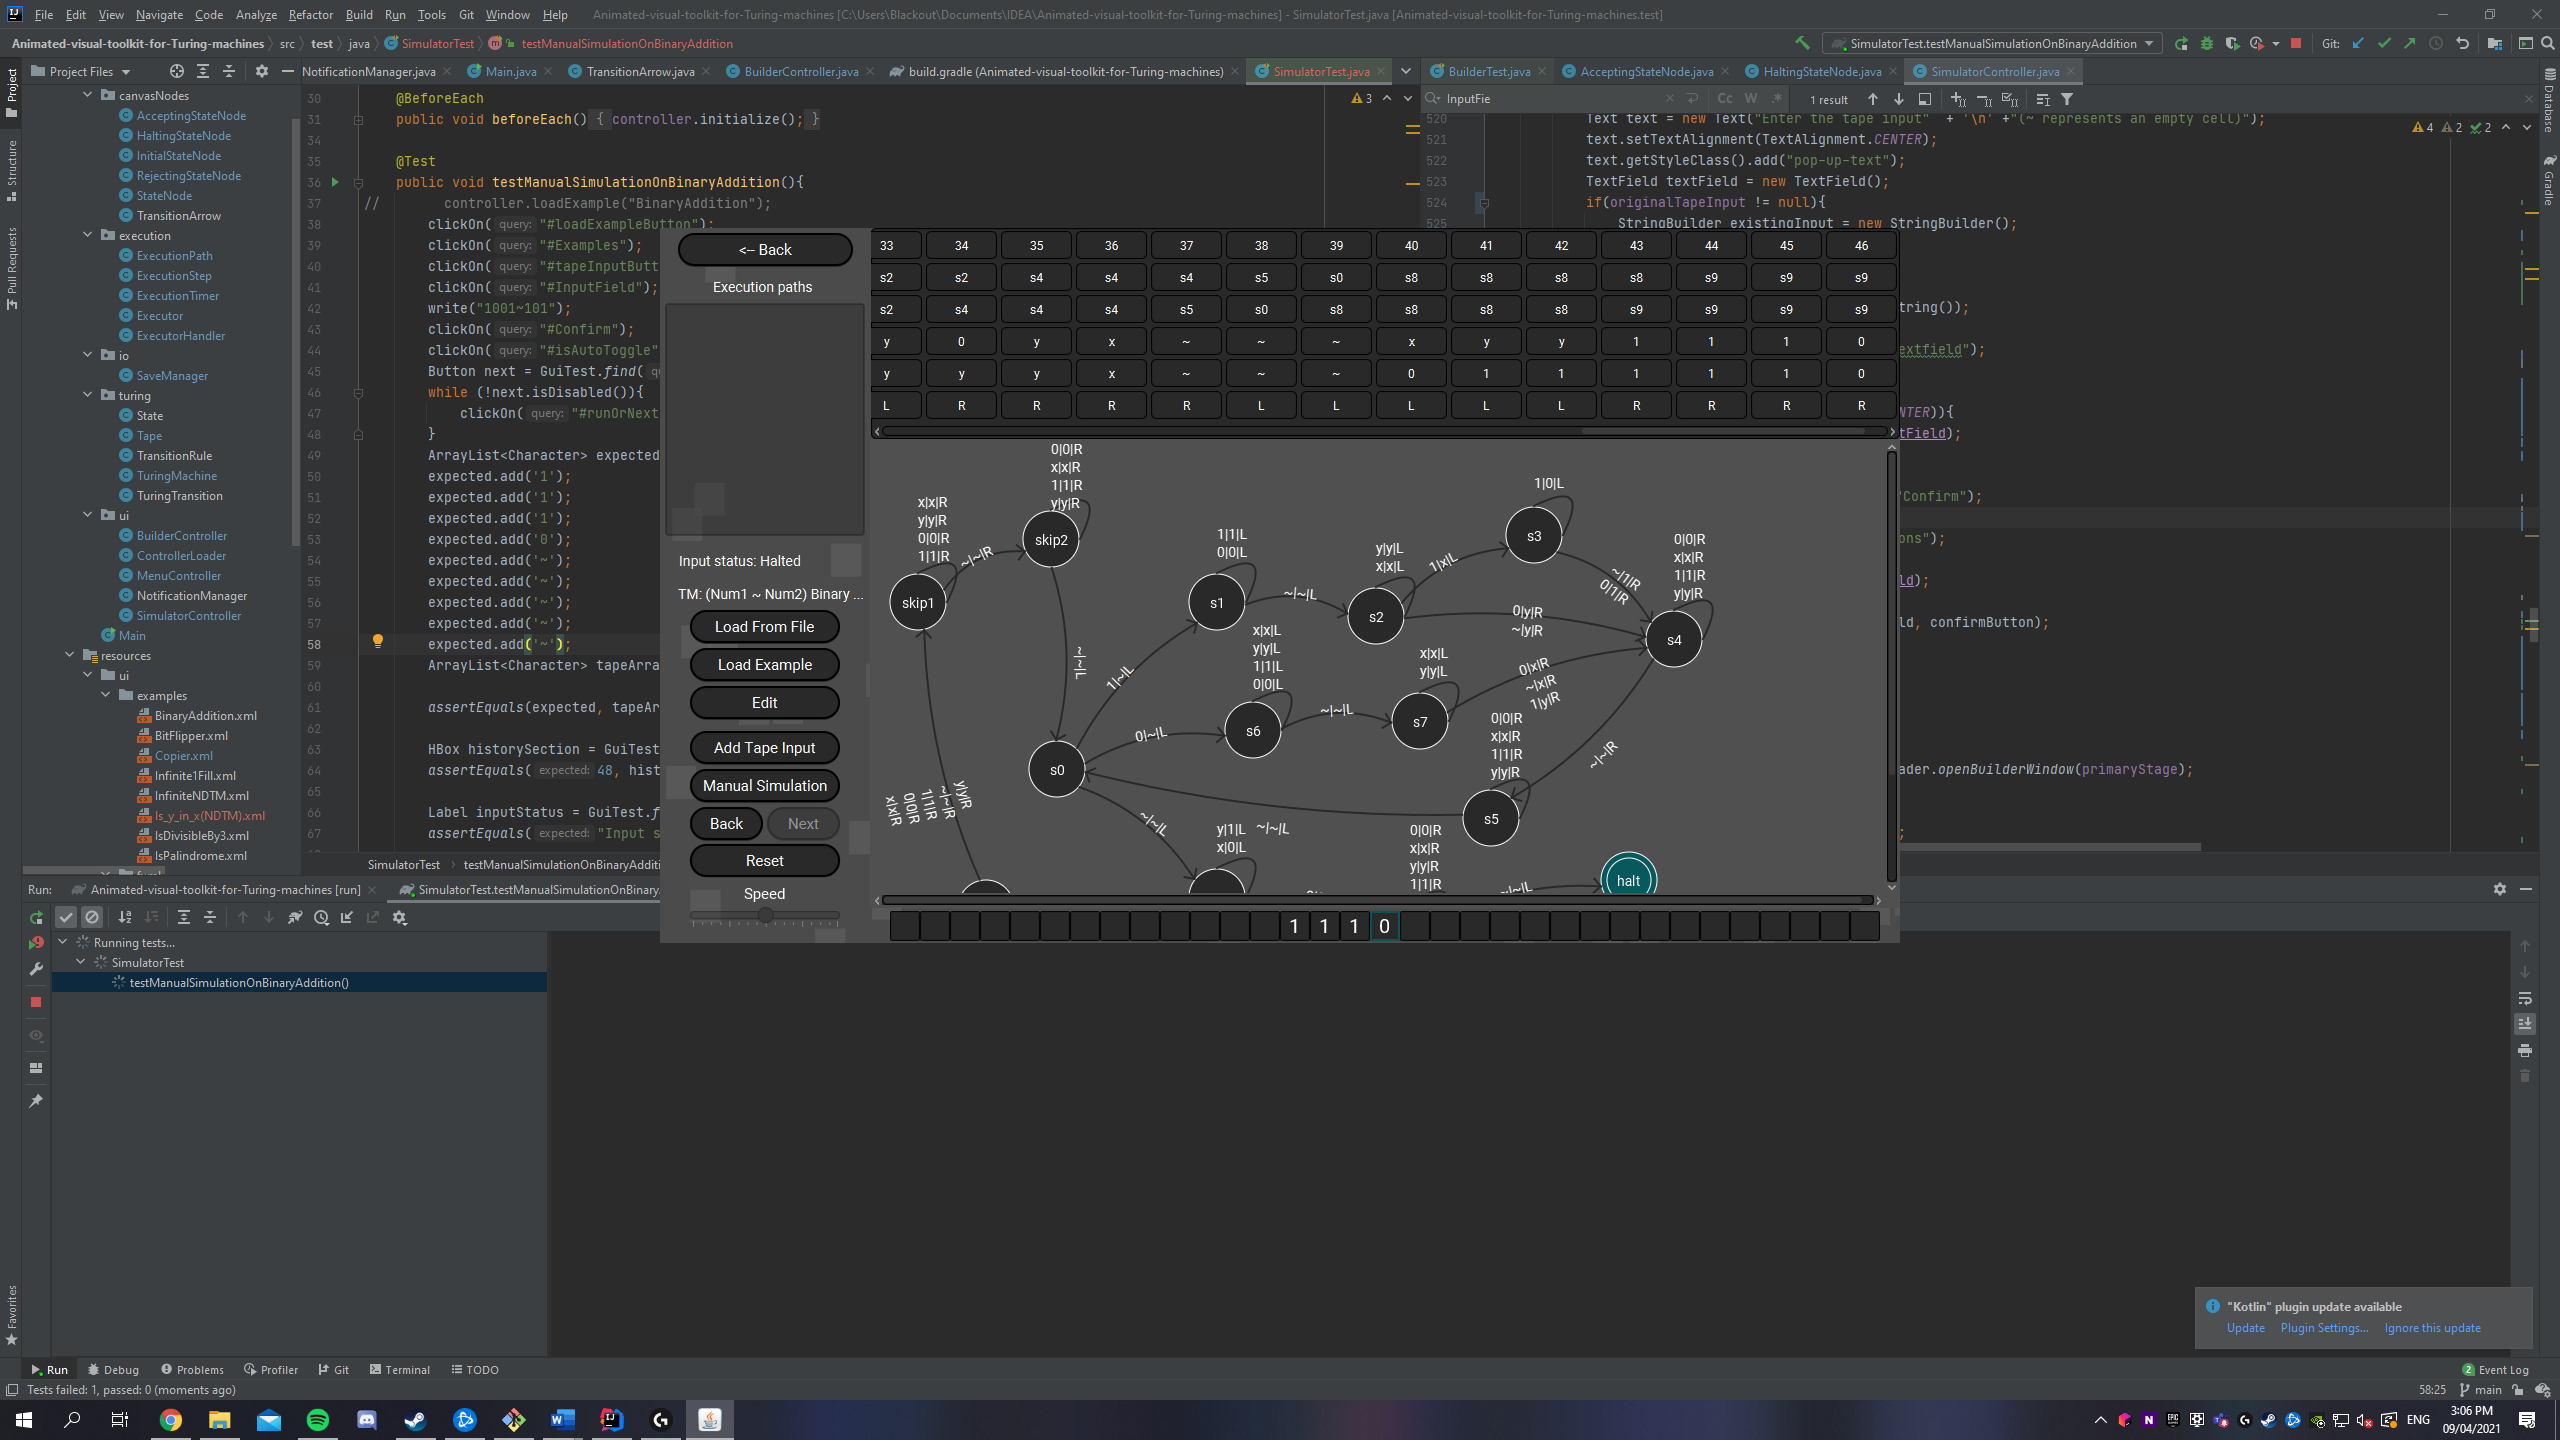 File Edit View Navigate Code Analyze Refactor Build Run Tools Git Window Help Animated-visual-toolkit-for-Turing-machines [C:\Users\Blackout\Documents\IDEA\Animated-visual-toolkit-for-Turing-machines] - SimulatorTest.java [Animated-visual-toolkit-for-Turing-machines.test]
Animated-visual-toolkit-for-Turing-machines src test java SimulatorTest testManualSimulationOnBinaryAddition
SimulatorTest.testManualSimulationOnBinaryAddition Git:
Project Files
NotificationManager.java Main.java TransitionArrow.java BuilderController.java build.gradle (Animated-visual-toolkit-for-Turing-machines) SimulatorTest.java
BuilderTest.java AcceptingStateNode.java HaltingStateNode.java SimulatorController.java
Project
Structure
Pull Requests
Favorites
Database
Gradle
canvasNodes
AcceptingStateNode
HaltingStateNode
InitialStateNode
RejectingStateNode
StateNode
TransitionArrow
execution
ExecutionPath
ExecutionStep
ExecutionTimer
Executor
ExecutorHandler
io
SaveManager
turing
State
Tape
TransitionRule
TuringMachine
TuringTransition
ui
BuilderController
ControllerLoader
MenuController
NotificationManager
SimulatorController
Main
resources
ui
examples
BinaryAddition.xml
BitFlipper.xml
Copier.xml
Infinite1Fill.xml
InfiniteNDTM.xml
Is_y_in_x(NDTM).xml
IsDivisibleBy3.xml
IsPalindrome.xml
30 @BeforeEach
31 public void beforeEach() { controller.initialize(); }
34
35 @Test
36 public void testManualSimulationOnBinaryAddition(){
37 // controller.loadExample("BinaryAddition");
38 clickOn( query: "#loadExampleButton");
39 clickOn( query: "#Examples");
40 clickOn( query: "#tapeInputButt
41 clickOn( query: "#InputField");
42 write("1001~101");
43 clickOn( query: "#Confirm");
44 clickOn( query: "#isAutoToggle"
45 Button next = GuiTest.find(
46 while (!next.isDisabled()){
47 clickOn( query: "#runOrNext
48 }
49 ArrayList<Character> expected
50 expected.add('1');
51 expected.add('1');
52 expected.add('1');
53 expected.add('0');
54 expected.add('~');
55 expected.add('~');
56 expected.add('~');
57 expected.add('~');
58 expected.add('~');
59 ArrayList<Character> tapeArra
60
61 assertEquals(expected, tapeAr
62
63 HBox historySection = GuiTest
64 assertEquals( expected: 48, hist
65
66 Label inputStatus = GuiTest.f
67 assertEquals( expected: "Input s
SimulatorTest testManualSimulationOnBinaryAdditi
3
InputFie Cc W .* 1 result
4 2 2
520 Text text = new Text("Enter the tape input" + '\n' +"(~ represents an empty cell)");
521 text.setTextAlignment(TextAlignment.CENTER);
522 text.getStyleClass().add("pop-up-text");
523 TextField textField = new TextField();
524 if(originalTapeInput != null){
525 StringBuilder existingInput = new StringBuilder();
tring());
extfield");
NTER)){
tField);
"Confirm");
ons");
ld);
ld, confirmButton);
ader.openBuilderWindow(primaryStage);
;
<-- Back
Execution paths
Input status: Halted
TM: (Num1 ~ Num2) Binary ...
Load From File
Load Example
Edit
Add Tape Input
Manual Simulation
Back Next
Reset
Speed
33 34 35 36 37 38 39 40 41 42 43 44 45 46
s2 s2 s4 s4 s4 s5 s0 s8 s8 s8 s8 s9 s9 s9
s2 s4 s4 s4 s5 s0 s8 s8 s8 s8 s9 s9 s9 s9
y 0 y x ~ ~ ~ x y y 1 1 1 0
y y y x ~ ~ ~ 0 1 1 1 1 1 0
L R R R R L L L L L R R R R
0|0|R
x|x|R
1|1|R
y|y|R
skip2
x|x|R
y|y|R
0|0|R
1|1|R
skip1
~|~|R
1|1|L
0|0|L
s1
~|~|L
y|y|L
x|x|L
s2
1|x|L
1|0|L
s3
~|1|R
0|1|R
0|0|R
x|x|R
1|1|R
y|y|R
s4
0|y|R
~|y|R
x|x|L
y|y|L
1|1|L
0|0|L
s6
~|~|L
x|x|L
y|y|L
s7
0|x|R
~|x|R
1|y|R
~|~|L
1|~|L
0|~|L
s0
0|0|R
x|x|R
1|1|R
y|y|R
s5
~|~|R
y|y|R
~|~|R
1|1|R
0|0|R
x|x|R
~|~|L
y|1|L
x|0|L
~|~|L
0|0|R
x|x|R
y|y|R
1|1|R
~|~|L
halt
1 1 1 0
Run: Animated-visual-toolkit-for-Turing-machines [run] SimulatorTest.testManualSimulationOnBinary
Running tests...
SimulatorTest
testManualSimulationOnBinaryAddition()
"Kotlin" plugin update available
Update Plugin Settings... Ignore this update
Run Debug Problems Profiler Git Terminal TODO
2 Event Log
Tests failed: 1, passed: 0 (moments ago)
58:25 main
ENG
3:06 PM
09/04/2021